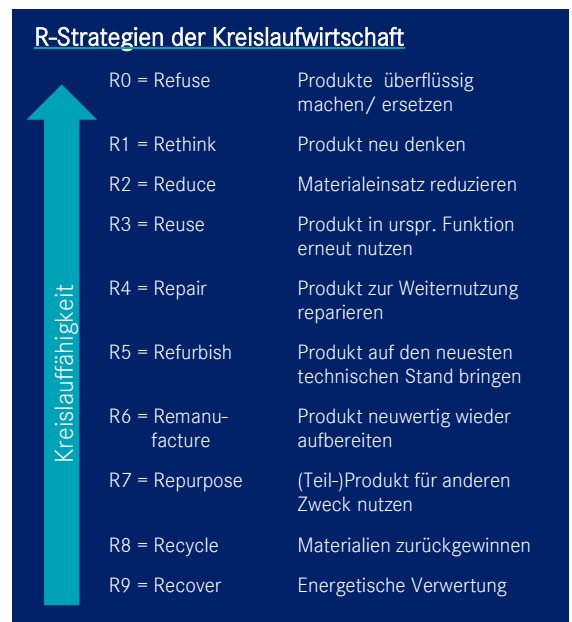 R-Strategien der Kreislaufwirtschaft
Kreislauffähigkeit
R0 = Refuse Produkte überflüssig
machen/ ersetzen
R1 = Rethink Produkt neu denken
R2 = Reduce Materialeinsatz reduzieren
R3 = Reuse Produkt in urspr. Funktion
erneut nutzen
R4 = Repair Produkt zur Weiternutzung
reparieren
R5 = Refurbish Produkt auf den neuesten
technischen Stand bringen
R6 = Remanu- Produkt neuwertig wieder
facture aufbereiten
R7 = Repurpose (Teil-)Produkt für anderen
Zweck nutzen
R8 = Recycle Materialien zurückgewinnen
R9 = Recover Energetische Verwertung